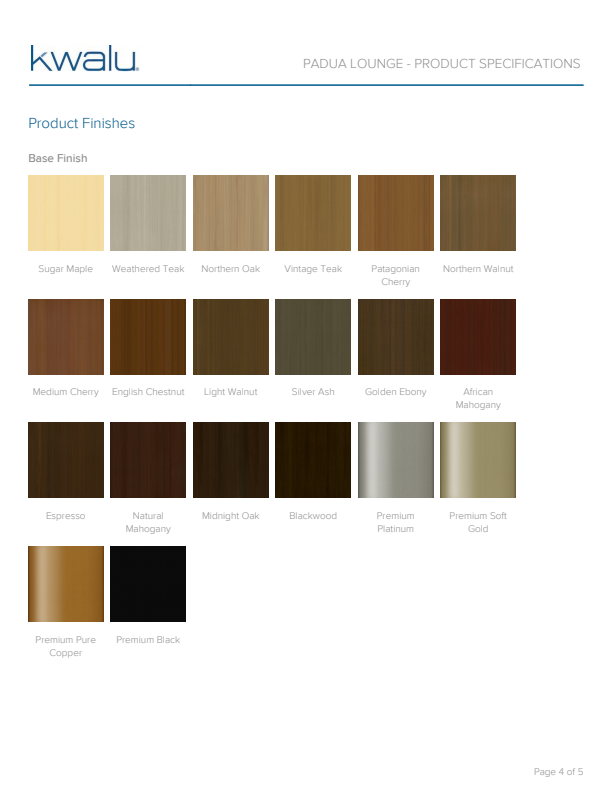 kwalu.
PADUA LOUNGE - PRODUCT SPECIFICATIONS
Product Finishes
Base Finish
Sugar Maple
Weathered Teak
Northern Oak
Vintage Teak
Patagonian
Cherry
Northern Walnut
Medium Cherry
English Chestnut
Light Walnut
Silver Ash
Golden Ebony
African
Mahogany
Espresso
Natural
Mahogany
Midnight Oak
Blackwood
Premium
Platinum
Premium Soft
Gold
Premium Pure
Copper
Premium Black
Page 4 of 5